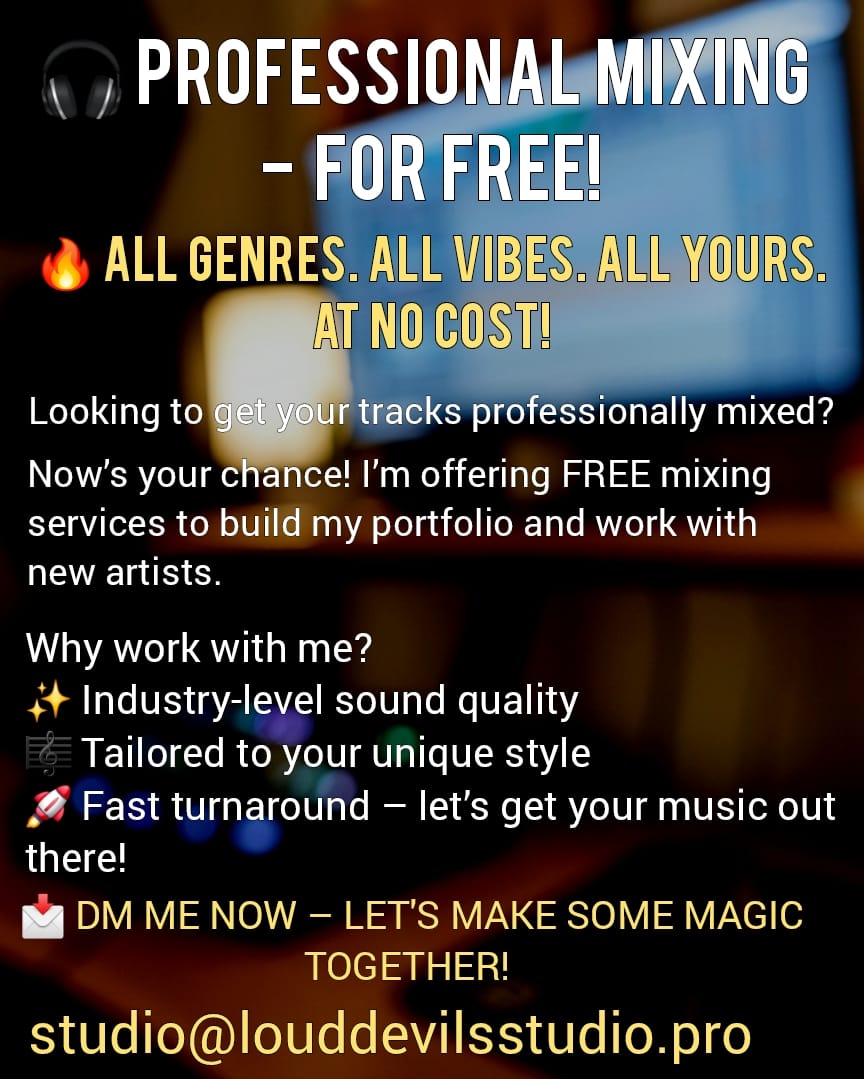 🎧 PROFESSIONAL MIXING
– FOR FREE!
🔥 ALL GENRES. ALL VIBES. ALL YOURS.
AT NO COST!
Looking to get your tracks professionally mixed?
Now’s your chance! I’m offering FREE mixing
services to build my portfolio and work with
new artists.
Why work with me?
✨ Industry-level sound quality
🎼 Tailored to your unique style
🚀 Fast turnaround – let’s get your music out
there!
📩 DM ME NOW – LET'S MAKE SOME MAGIC
TOGETHER!
studio@louddevilsstudio.pro